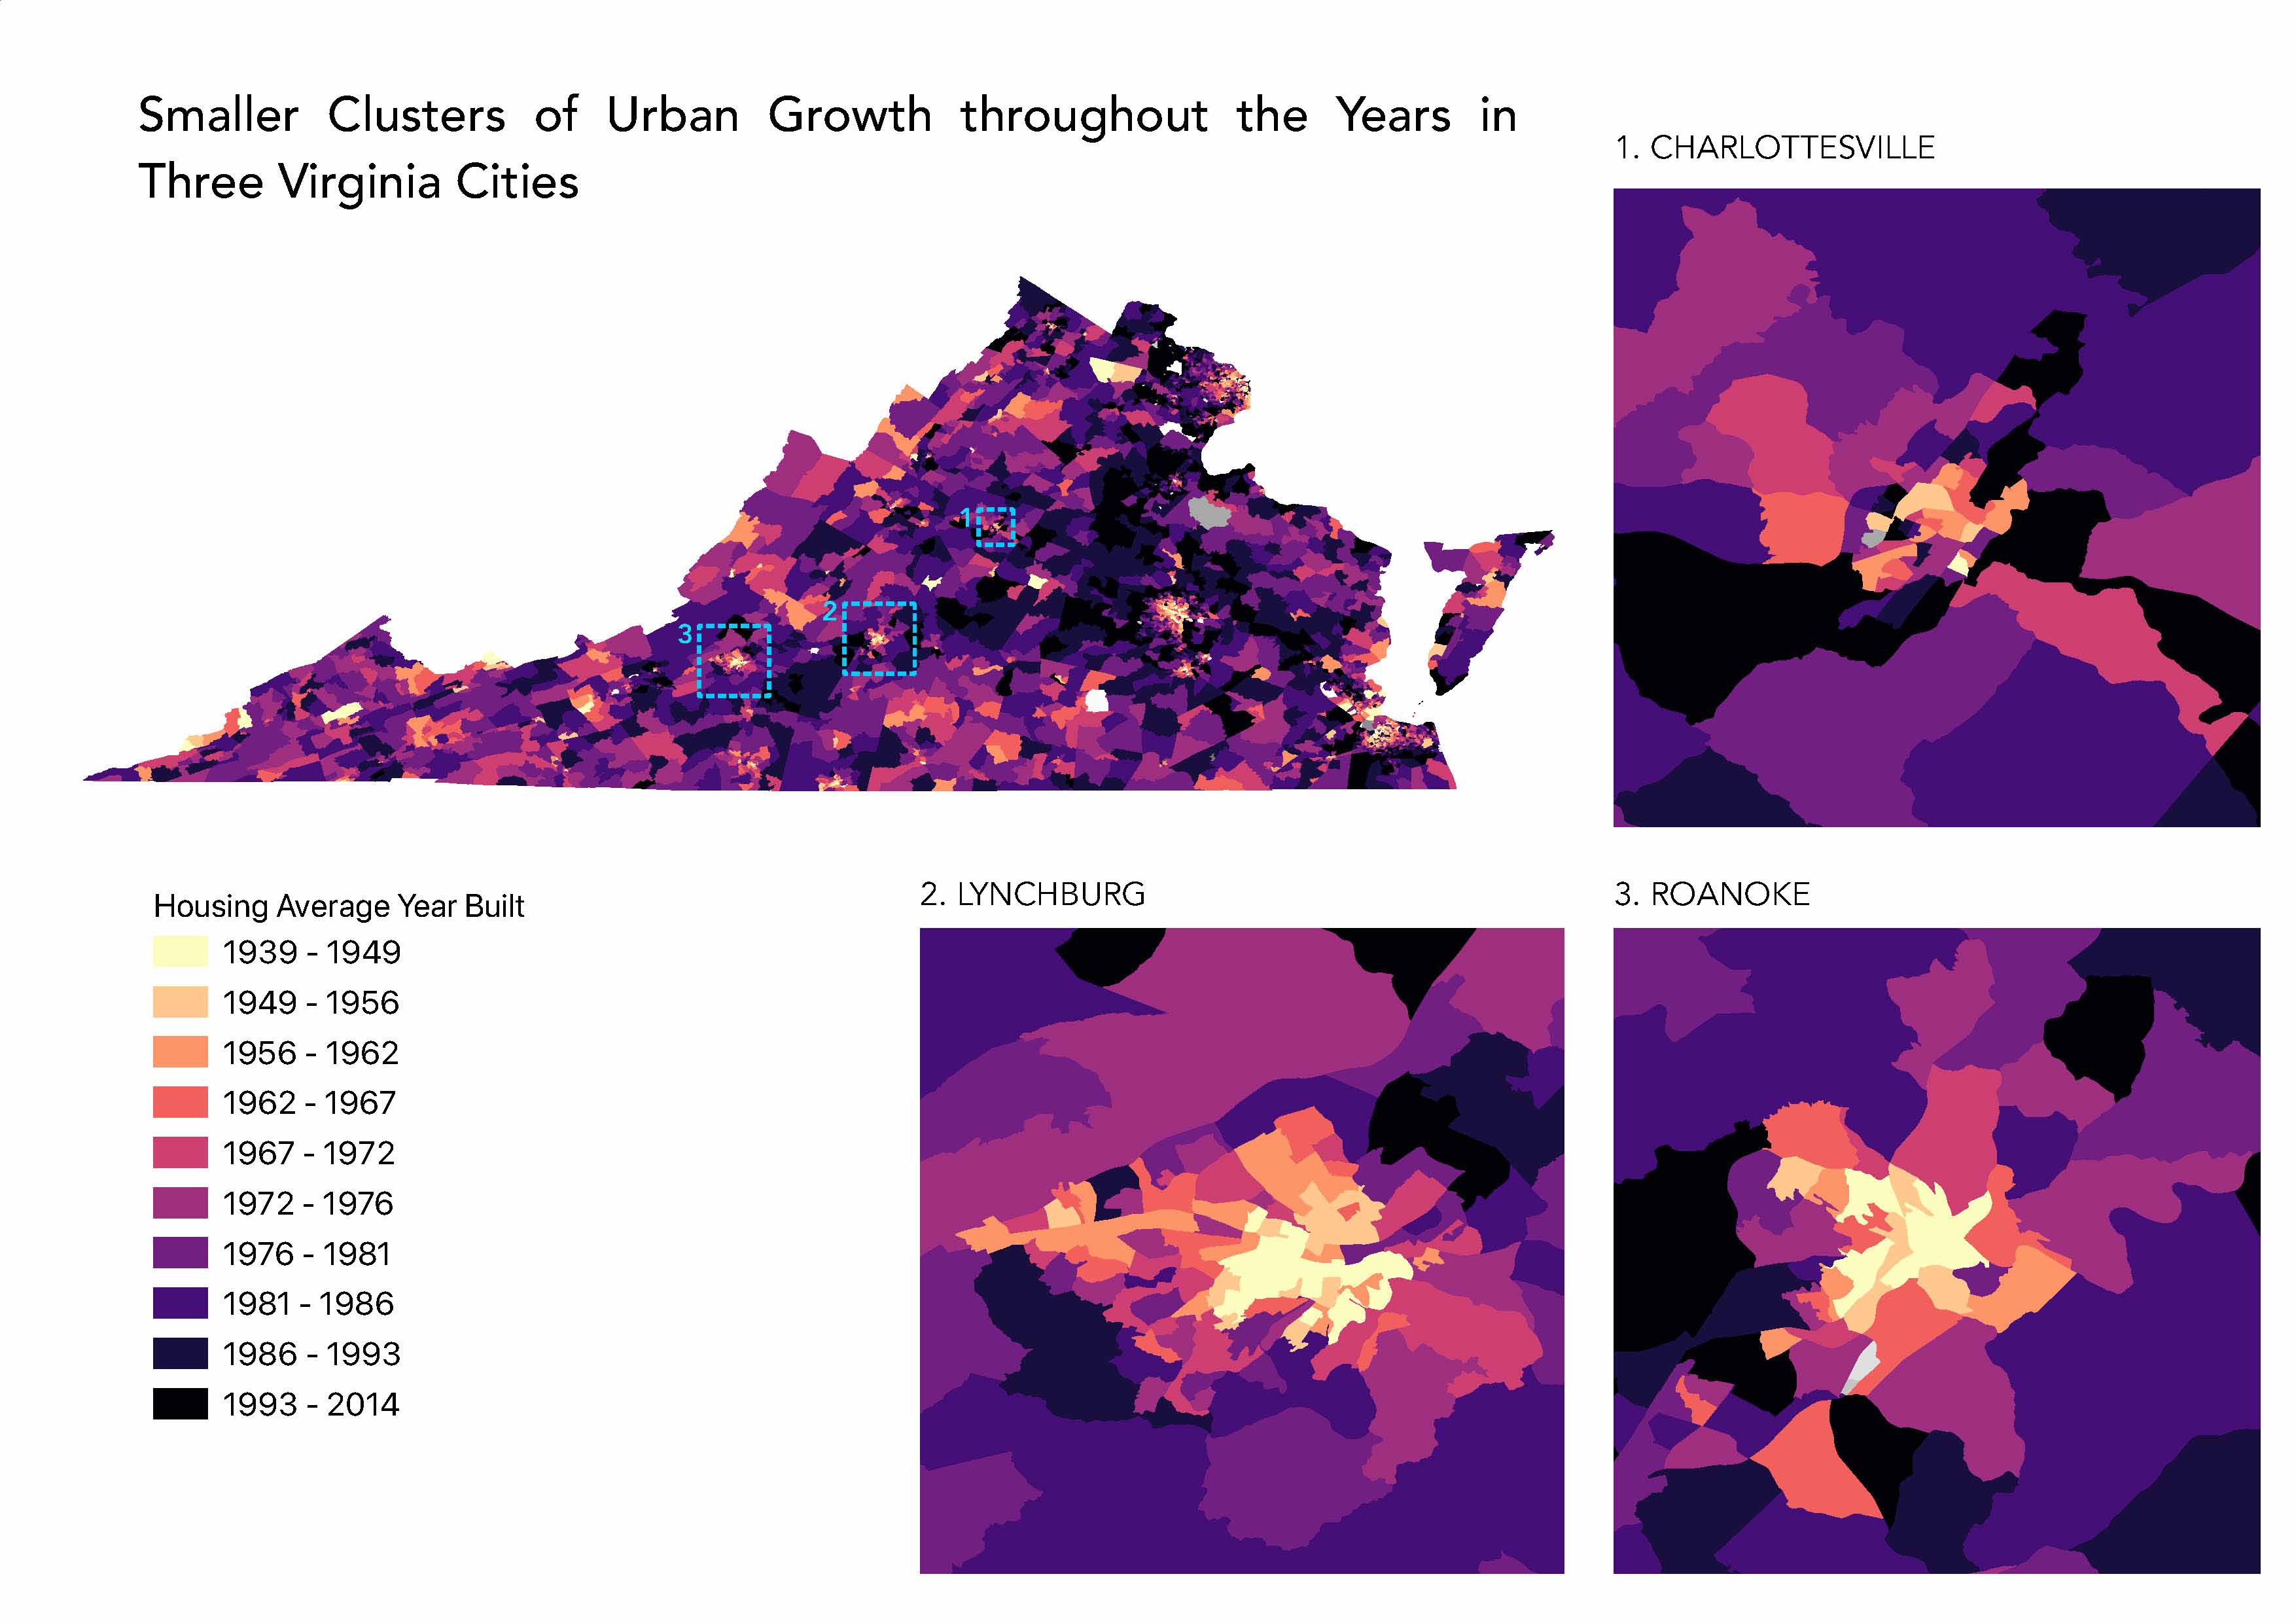 Smaller Clusters of Urban Growth throughout the Years in
Three Virginia Cities
1. CHARLOTTESVILLE
1
2
3
Housing Average Year Built
1939 - 1949
1949 - 1956
1956 - 1962
1962 - 1967
1967 - 1972
1972 - 1976
1976 - 1981
1981 - 1986
1986 - 1993
1993 - 2014
2. LYNCHBURG
3. ROANOKE